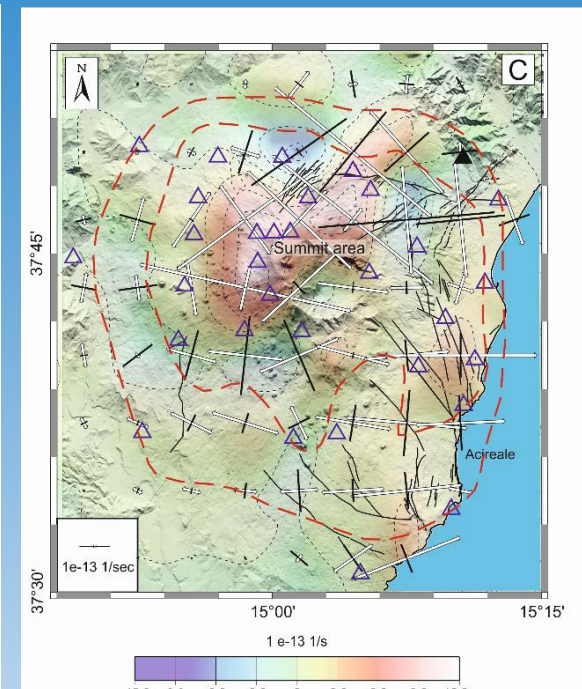 C
N
37°45'
Summit area
Acireale
1e-13 1/sec
37°30'
15°00'
15°15'
1 e-13 1/s